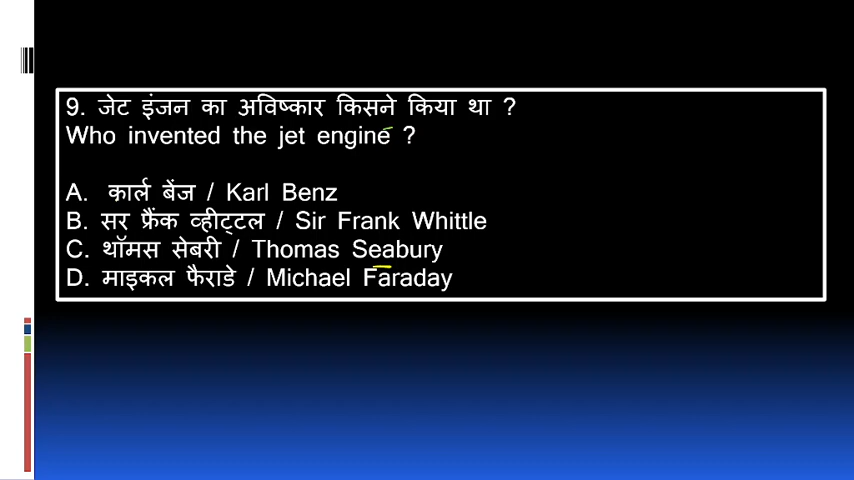 9. जेट इंजन का अविष्कार किसने किया था ?
Who invented the jet engine ?
A. कार्ल बेंज / Karl Benz
B. सर फ्रैंक व्हीट्टल / Sir Frank Whittle
C. थॉमस सेबरी / Thomas Seabury
D. माइकल फैराडे / Michael Faraday